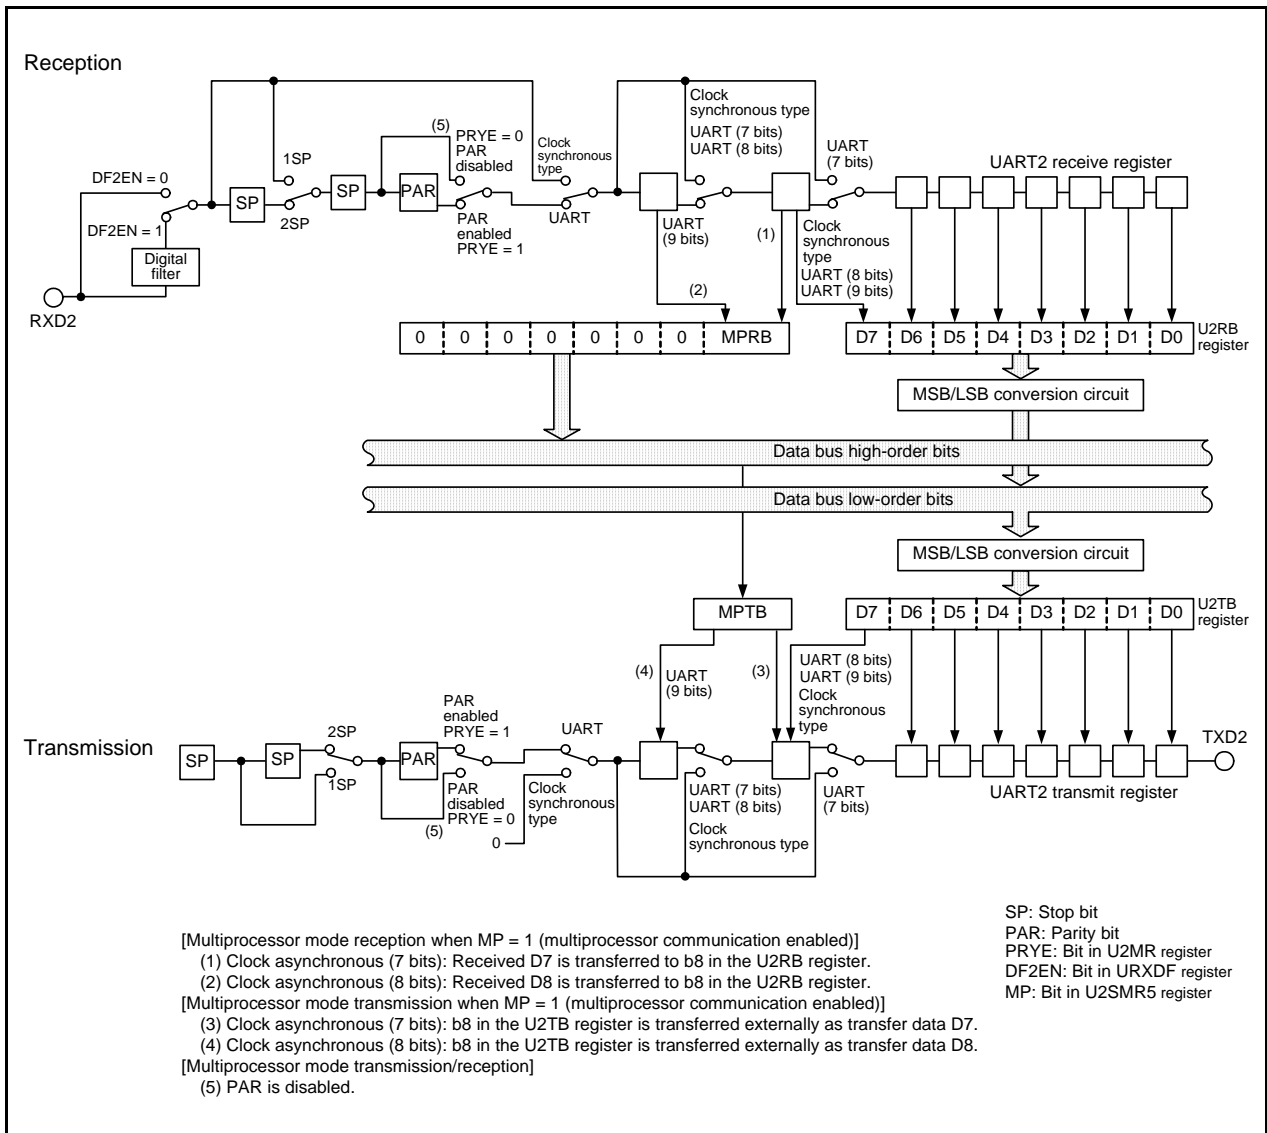 Reception
(5)
PRYE = 0
PAR
disabled
Clock
synchronous
type
Clock
synchronous type
UART (7 bits)
UART (8 bits)
UART
(7 bits)
UART2 receive register
1SP
DF2EN = 0
SP
SP
PAR
2SP
DF2EN = 1
PAR
enabled
PRYE = 1
UART
UART
(9 bits)
(1)
Clock
synchronous
type
UART (8 bits)
UART (9 bits)
Digital
filter
(2)
RXD2
0 0 0 0 0 0 0 MPRB
D7 D6 D5 D4 D3 D2 D1 D0
U2RB
register
MSB/LSB conversion circuit
Data bus high-order bits
Data bus low-order bits
MSB/LSB conversion circuit
MPTB
D7 D6 D5 D4 D3 D2 D1 D0
U2TB
register
(4)
UART
(9 bits)
(3)
UART (8 bits)
UART (9 bits)
Clock
synchronous
type
PAR
enabled
PRYE = 1
UART
2SP
Transmission
SP
SP
PAR
TXD2
1SP
PAR
disabled
PRYE = 0
(5)
0
Clock
synchronous
type
UART (7 bits)
UART (8 bits)
Clock
synchronous type
UART
(7 bits)
UART2 transmit register
SP: Stop bit
PAR: Parity bit
PRYE: Bit in U2MR register
DF2EN: Bit in URXDF register
MP: Bit in U2SMR5 register
[Multiprocessor mode reception when MP = 1 (multiprocessor communication enabled)]
(1) Clock asynchronous (7 bits): Received D7 is transferred to b8 in the U2RB register.
(2) Clock asynchronous (8 bits): Received D8 is transferred to b8 in the U2RB register.
[Multiprocessor mode transmission when MP = 1 (multiprocessor communication enabled)]
(3) Clock asynchronous (7 bits): b8 in the U2TB register is transferred externally as transfer data D7.
(4) Clock asynchronous (8 bits): b8 in the U2TB register is transferred externally as transfer data D8.
[Multiprocessor mode transmission/reception]
(5) PAR is disabled.